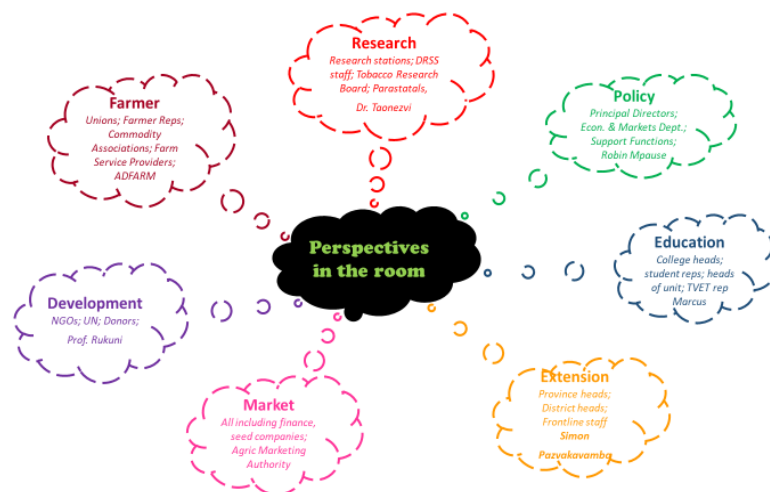 Research
Research stations; DRSS
staff; Tobacco Research
Board; Parastatals,
Dr. Taonezvi
Farmer
Unions; Farmer Reps;
Commodity
Associations; Farm
Service Providers;
ADFARM
Policy
Principal Directors;
Econ. & Markets Dept.;
Support Functions;
Robin Mpause
Perspectives
in the room
Education
College heads;
student reps; heads
of unit; TVET rep
Marcus
Development
NGOs; UN; Donors;
Prof. Rukuni
Market
All including finance,
seed companies;
Agric Marketing
Authority
Extension
Province heads;
District heads;
Frontline staff
Simon
Pazvakavamba